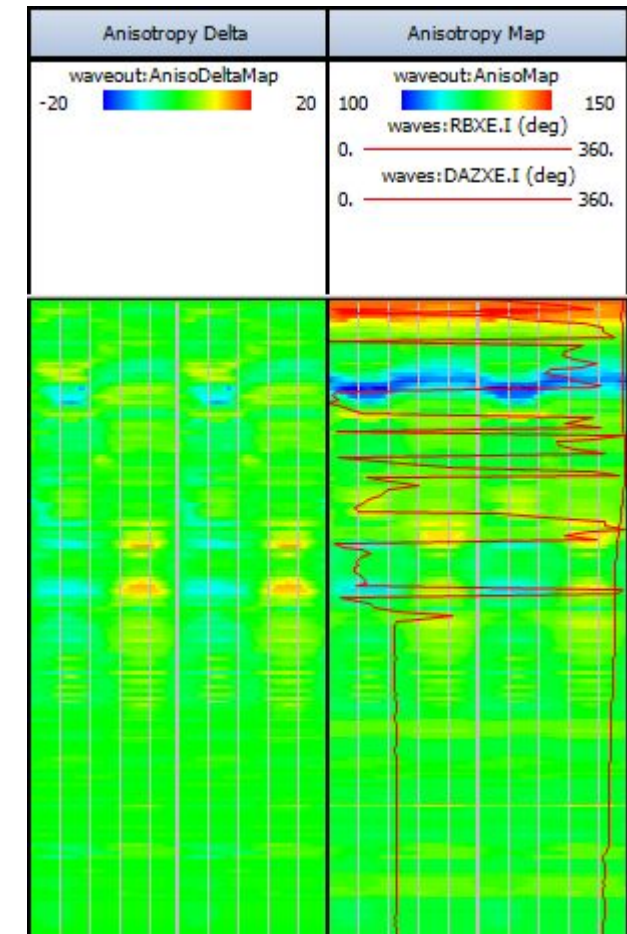 Anisotropy Delta
Anisotropy Map
waveout:AnisoDeltaMap
-20 20
waveout:AnisoMap
100 150
waves:RBXE.I (deg)
0. 360.
waves:DAZXE.I (deg)
0. 360.